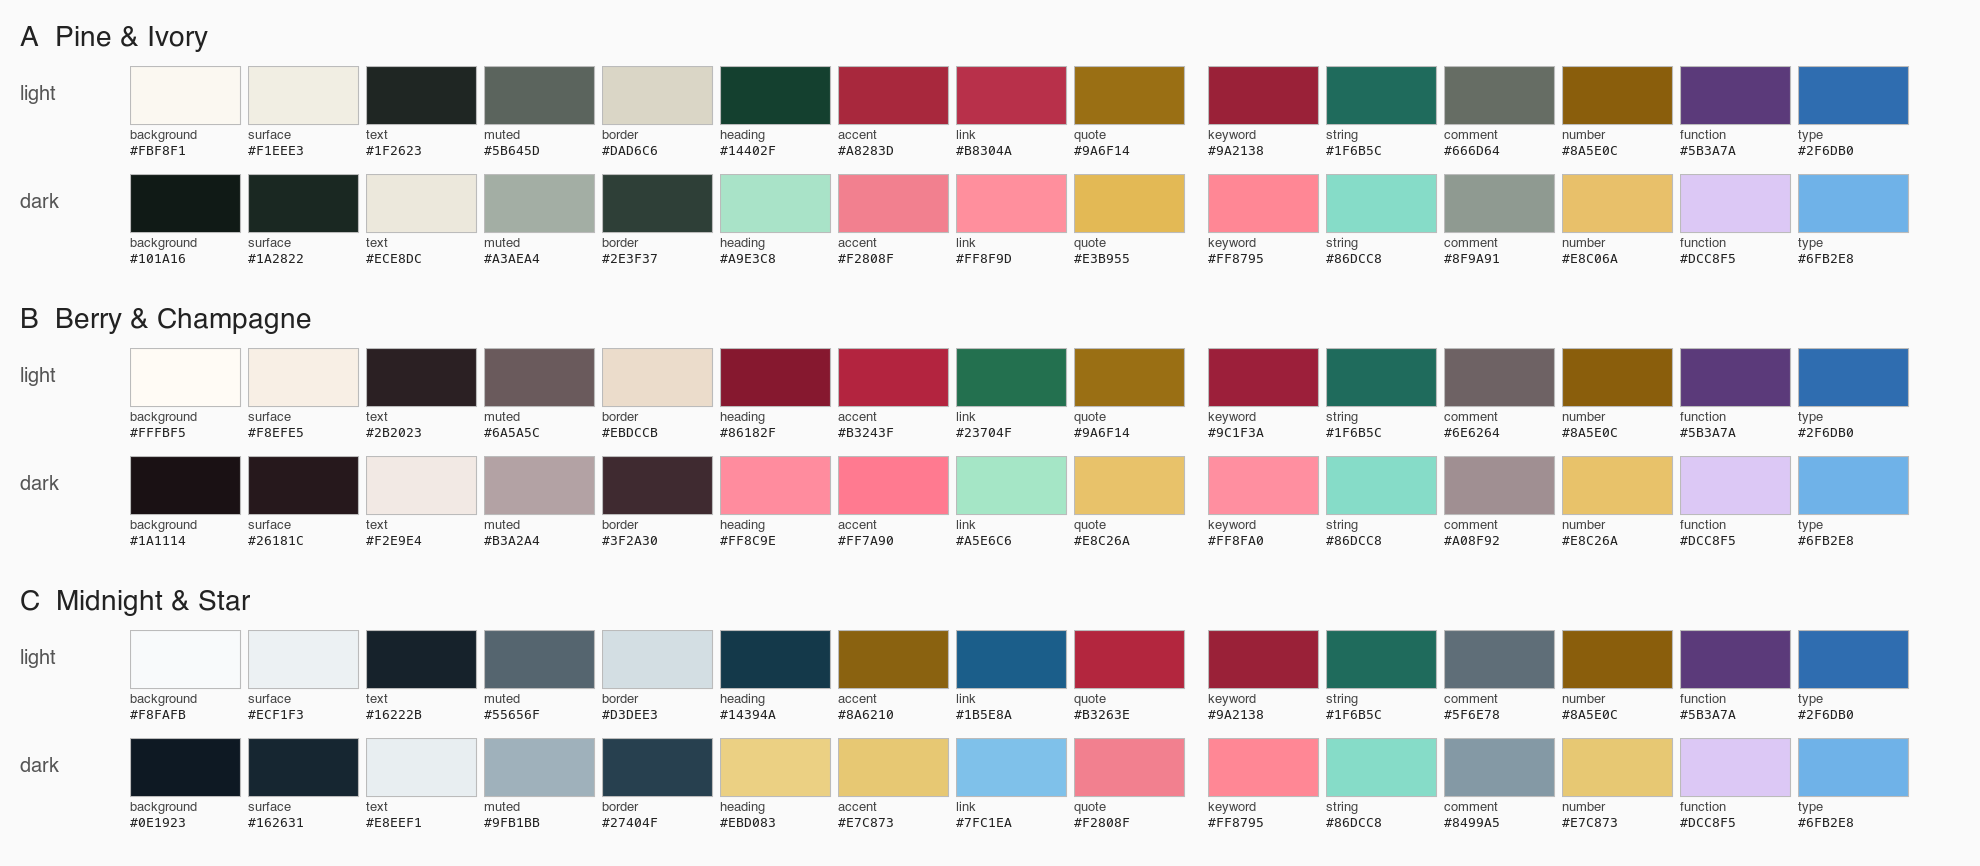 A Pine & Ivory
light
background surface text muted border heading accent link quote keyword string comment number function type
#FBF8F1 #F1EEE3 #1F2623 #5B645D #DAD6C6 #14402F #A8283D #B8304A #9A6F14 #9A2138 #1F6B5C #666D64 #8A5E0C #5B3A7A #2F6DB0
dark
background surface text muted border heading accent link quote keyword string comment number function type
#101A16 #1A2822 #ECE8DC #A3AEA4 #2E3F37 #A9E3C8 #F2808F #FF8F9D #E3B955 #FF8795 #86DCC8 #8F9A91 #E8C06A #DCC8F5 #6FB2E8
B Berry & Champagne
light
background surface text muted border heading accent link quote keyword string comment number function type
#FFFBF5 #F8EFE5 #2B2023 #6A5A5C #EBDCCB #86182F #B3243F #23704F #9A6F14 #9C1F3A #1F6B5C #6E6264 #8A5E0C #5B3A7A #2F6DB0
dark
background surface text muted border heading accent link quote keyword string comment number function type
#1A1114 #26181C #F2E9E4 #B3A2A4 #3F2A30 #FF8C9E #FF7A90 #A5E6C6 #E8C26A #FF8FA0 #86DCC8 #A08F92 #E8C26A #DCC8F5 #6FB2E8
C Midnight & Star
light
background surface text muted border heading accent link quote keyword string comment number function type
#F8FAFB #ECF1F3 #16222B #55656F #D3DEE3 #14394A #8A6210 #1B5E8A #B3263E #9A2138 #1F6B5C #5F6E78 #8A5E0C #5B3A7A #2F6DB0
dark
background surface text muted border heading accent link quote keyword string comment number function type
#0E1923 #162631 #E8EEF1 #9FB1BB #27404F #EBD083 #E7C873 #7FC1EA #F2808F #FF8795 #86DCC8 #8499A5 #E7C873 #DCC8F5 #6FB2E8